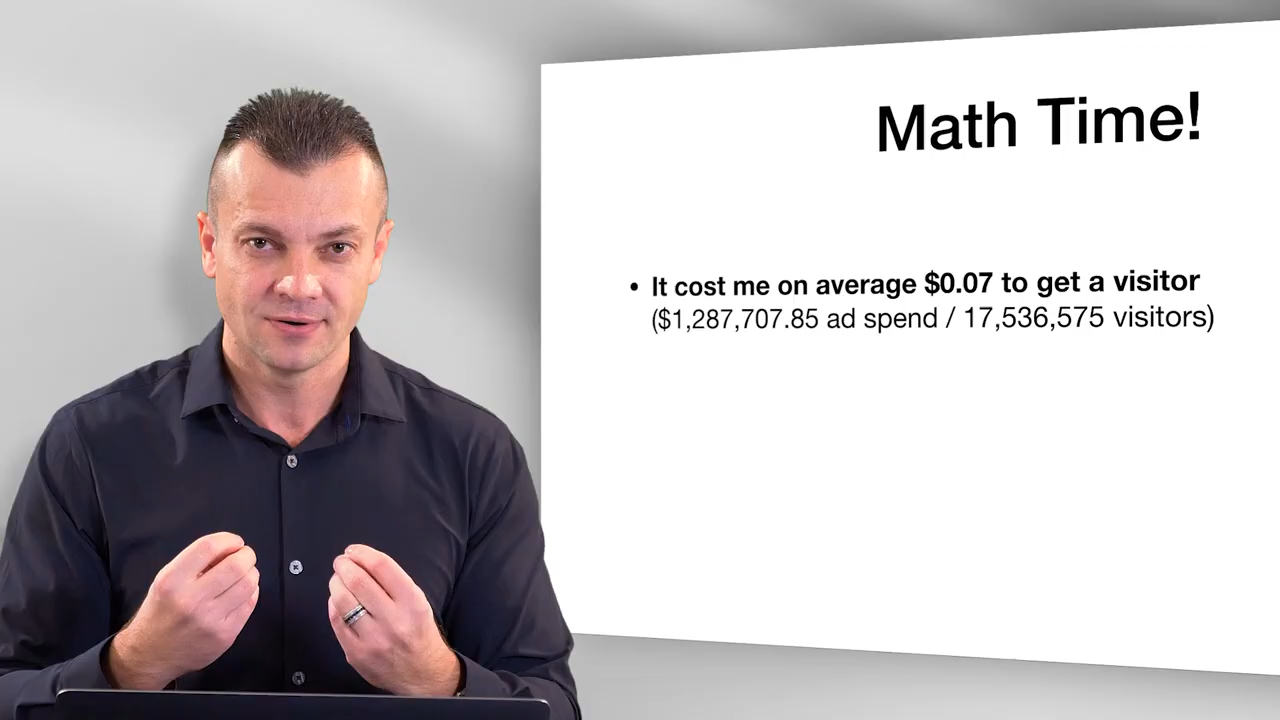 Math Time!
• It cost me on average $0.07 to get a visitor
($1,287,707.85 ad spend / 17,536,575 visitors)